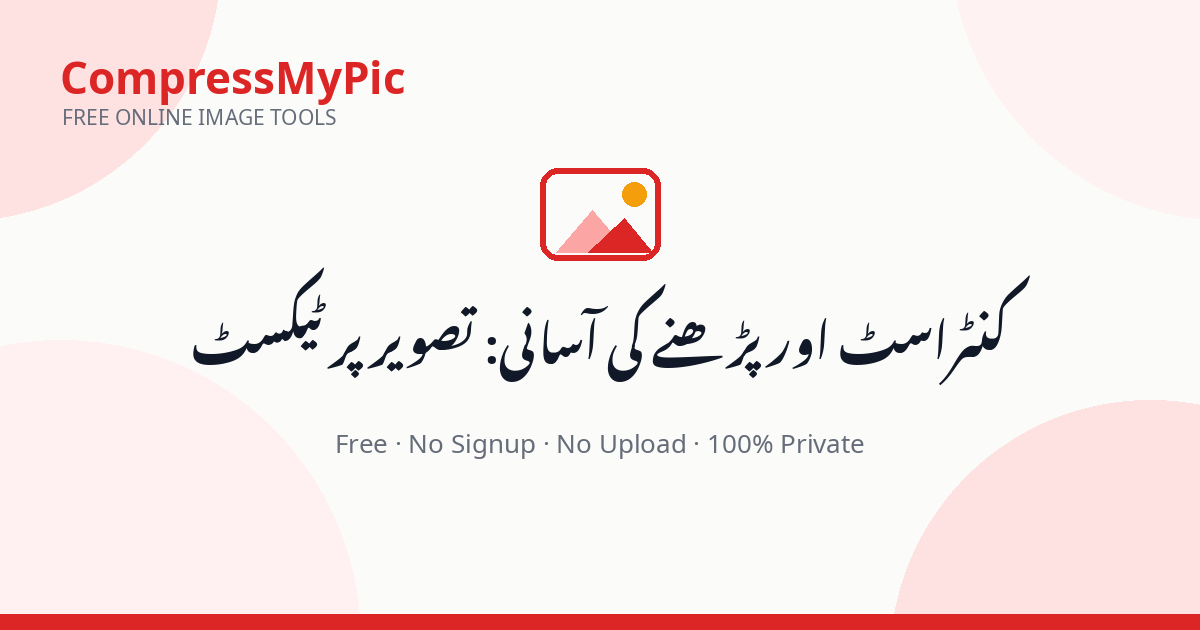 CompressMyPic
FREE ONLINE IMAGE TOOLS
کنٹراسٹ اور پڑھنے کی آسانی: تصویر پر ٹیکسٹ
Free · No Signup · No Upload · 100% Private